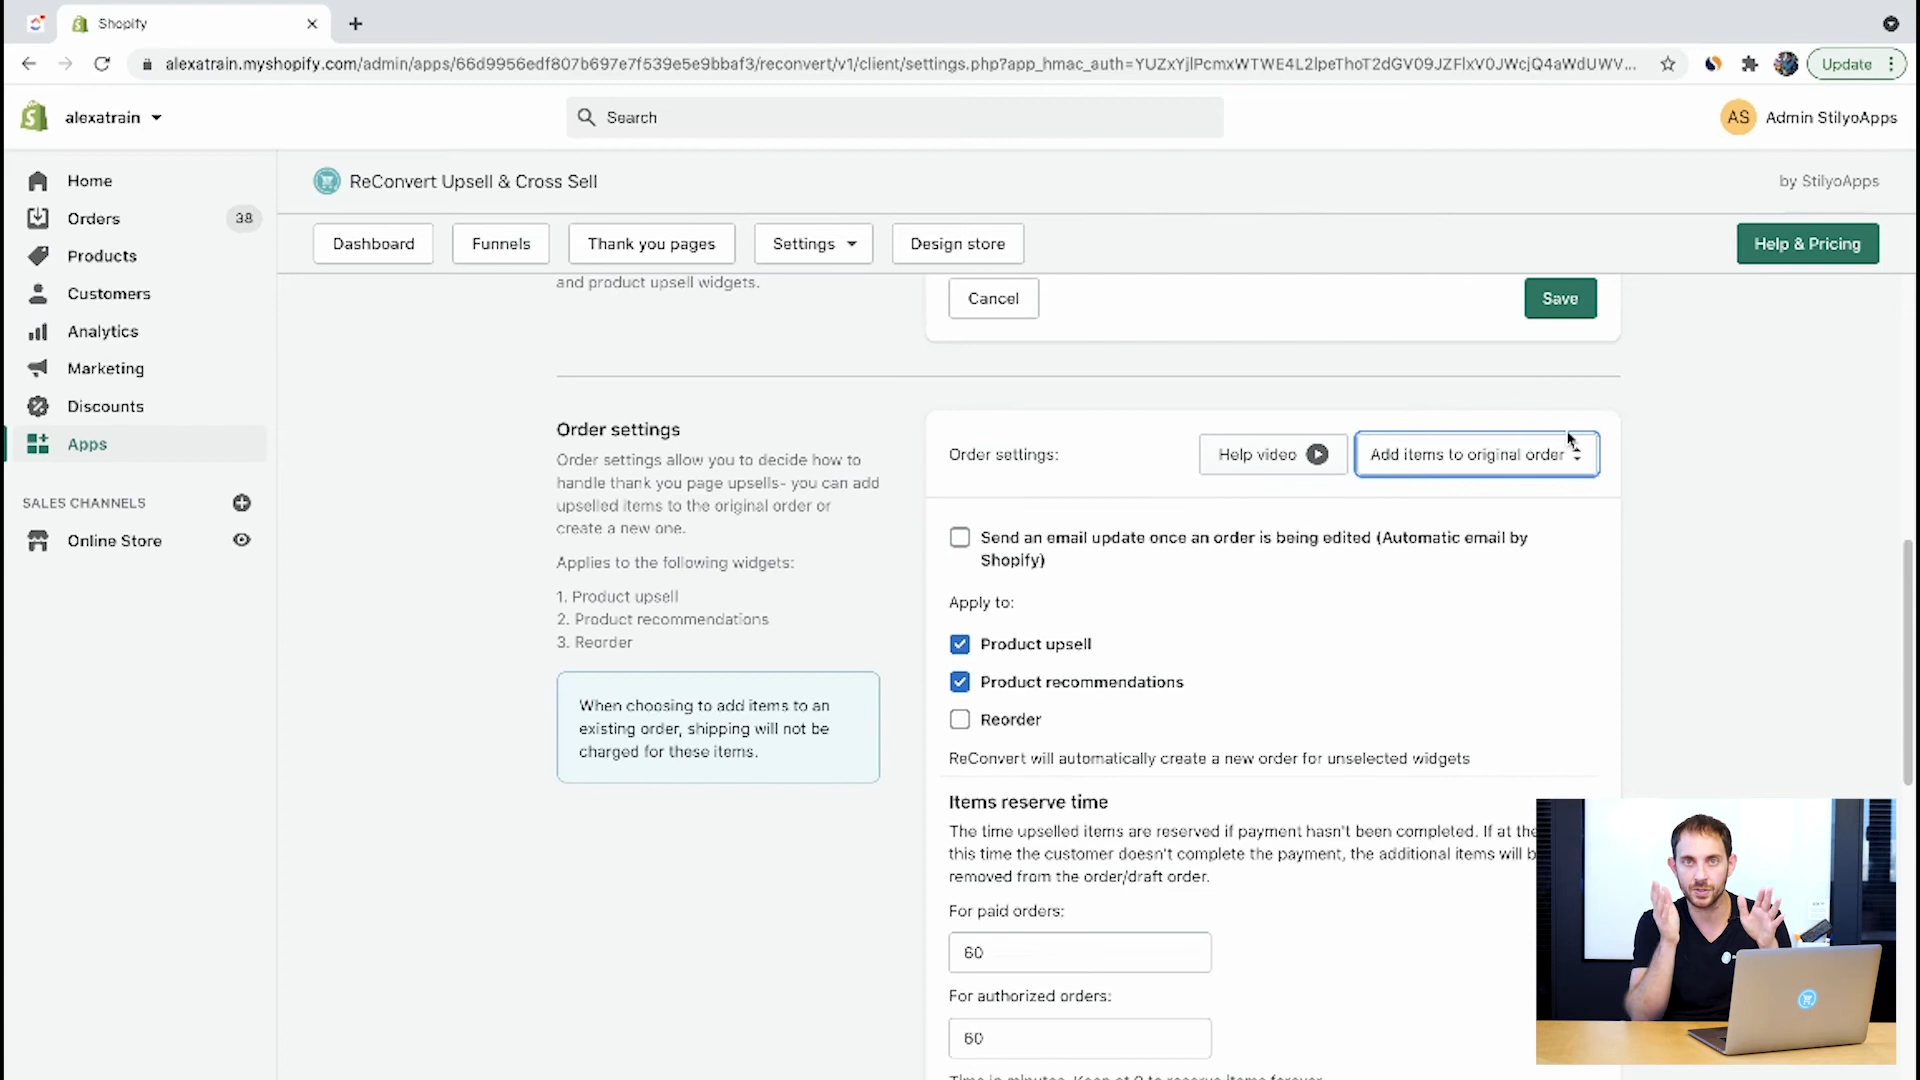 Shopify
alexatrain.myshopify.com/admin/apps/66d9956edf807b697e7f539e5e9bbaf3/reconvert/v1/client/settings.php?app_hmac_auth=YUZxYjlPcmxWTWE4L2lpeThoT2dGV09JZFlxV0JWcjQ4aWdUWV...
Update
alexatrain
Search
AS
Admin StilyoApps
Home
Orders
38
Products
Customers
Analytics
Marketing
Discounts
Apps
SALES CHANNELS
Online Store
ReConvert Upsell & Cross Sell
by StilyoApps
Dashboard
Funnels
Thank you pages
Settings
Design store
Help & Pricing
and product upsell widgets.
Cancel
Save
Order settings
Order settings allow you to decide how to
handle thank you page upsells- you can add
upselled items to the original order or
create a new one.
Applies to the following widgets:
1. Product upsell
2. Product recommendations
3. Reorder
When choosing to add items to an
existing order, shipping will not be
charged for these items.
Order settings:
Help video
Add items to original order
Send an email update once an order is being edited (Automatic email by
Shopify)
Apply to:
Product upsell
Product recommendations
Reorder
ReConvert will automatically create a new order for unselected widgets
Items reserve time
The time upselled items are reserved if payment hasn't been completed. If at the
this time the customer doesn't complete the payment, the additional items will b
removed from the order/draft order.
For paid orders:
60
For authorized orders:
60
Time in minutes. Keep at 0 to reserve items forever